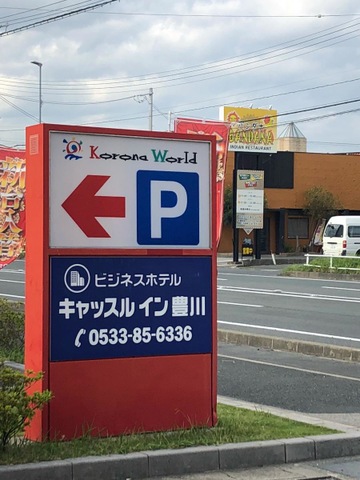 Korona World
P
ビジネスホテル
キャッスル イン 豊川
0533-85-6336
INDIAN RESTAURANT